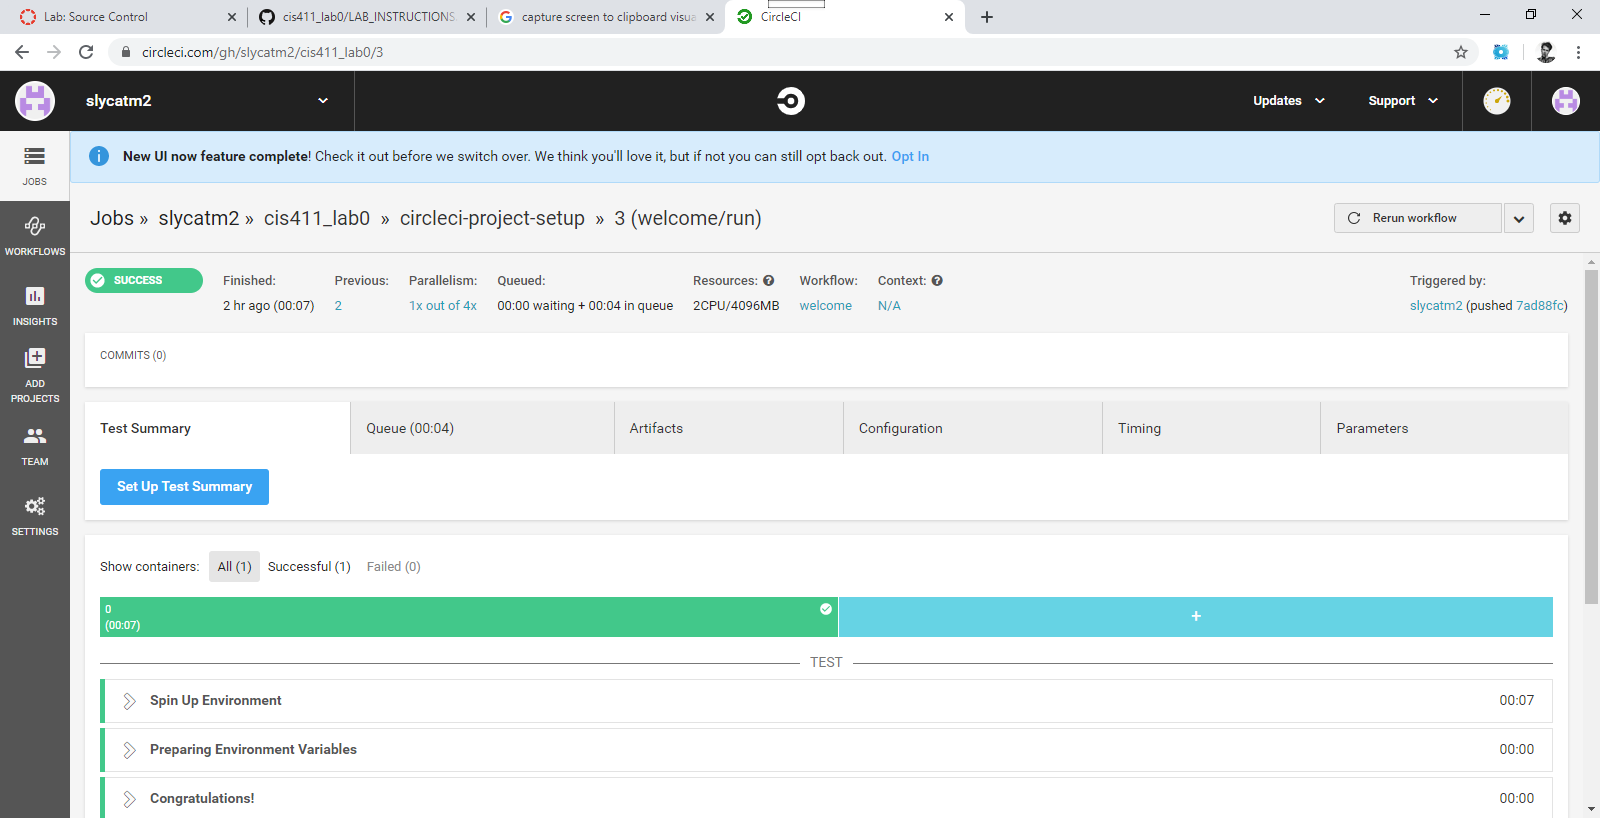 Lab: Source Control
cis411_lab0/LAB_INSTRUCTIONS
capture screen to clipboard visua
CircleCI
circleci.com/gh/slycatm2/cis411_lab0/3
slycatm2
Updates
Support
JOBS
New UI now feature complete! Check it out before we switch over. We think you'll love it, but if not you can still opt back out. Opt In
WORKFLOWS
INSIGHTS
ADD
PROJECTS
TEAM
SETTINGS
Jobs » slycatm2 » cis411_lab0 » circleci-project-setup » 3 (welcome/run)
Rerun workflow
SUCCESS
Finished:
2 hr ago (00:07)
Previous:
2
Parallelism:
1x out of 4x
Queued:
00:00 waiting + 00:04 in queue
Resources:
2CPU/4096MB
Workflow:
welcome
Context:
N/A
Triggered by:
slycatm2 (pushed 7ad88fc)
COMMITS (0)
Test Summary
Queue (00:04)
Artifacts
Configuration
Timing
Parameters
Set Up Test Summary
Show containers: All (1) Successful (1) Failed (0)
0
(00:07)
+
TEST
Spin Up Environment 00:07
Preparing Environment Variables 00:00
Congratulations! 00:00